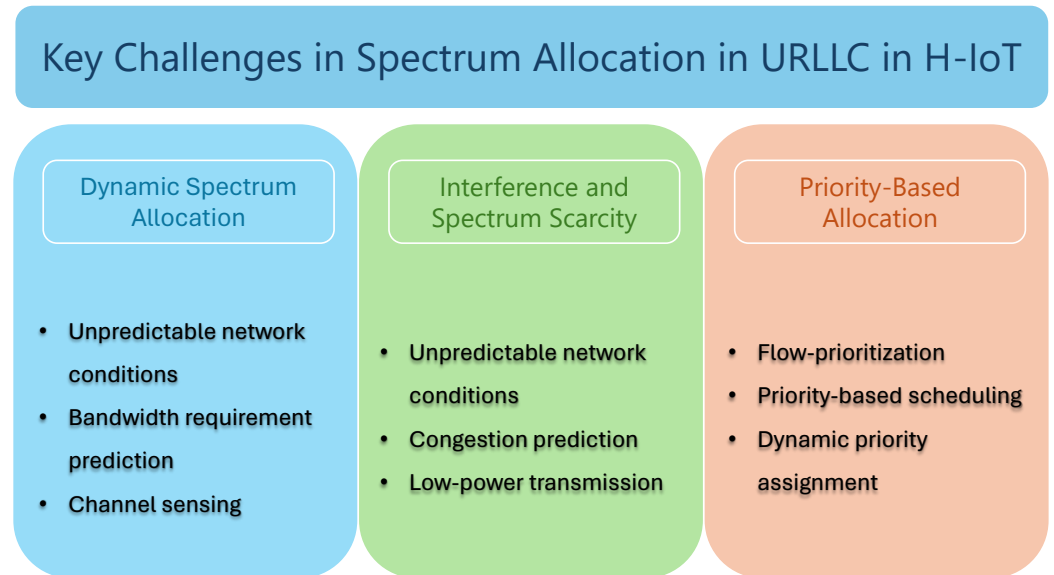 Key Challenges in Spectrum Allocation in URLLC in H-IoT
Dynamic Spectrum
Allocation
• Unpredictable network
conditions
• Bandwidth requirement
prediction
• Channel sensing
Interference and
Spectrum Scarcity
• Unpredictable network
conditions
• Congestion prediction
• Low-power transmission
Priority-Based
Allocation
• Flow-prioritization
• Priority-based scheduling
• Dynamic priority
assignment